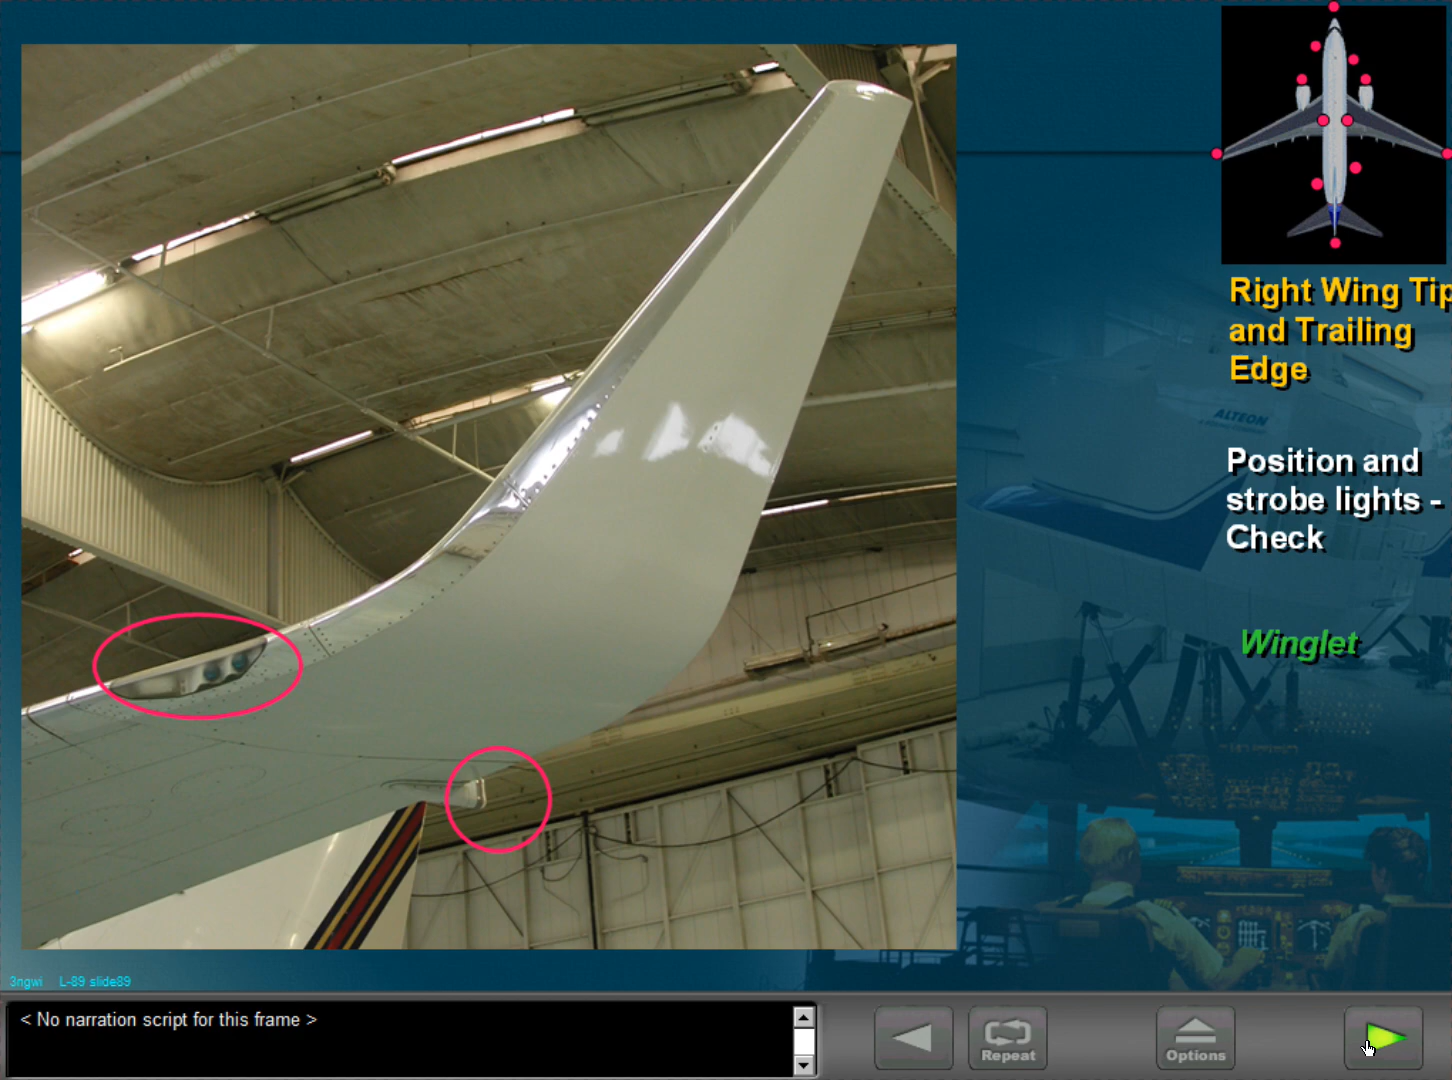 Right Wing Tip
and Trailing
Edge
ALTEON
Position and
strobe lights -
Check
Winglet
3ngwi L-89 slide89
< No narration script for this frame >
Repeat
Options